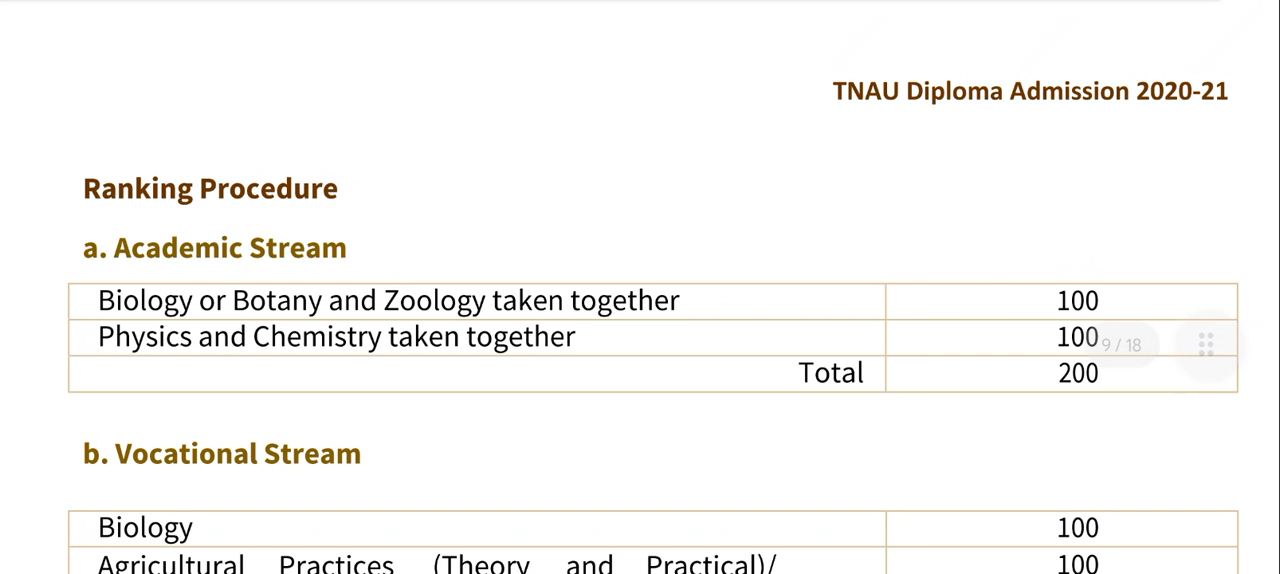 TNAU Diploma Admission 2020-21
Ranking Procedure
a. Academic Stream
Biology or Botany and Zoology taken together 100
Physics and Chemistry taken together 100
9 / 18
Total 200
b. Vocational Stream
Biology 100
Agricultural Practices (Theory and Practical)/ 100